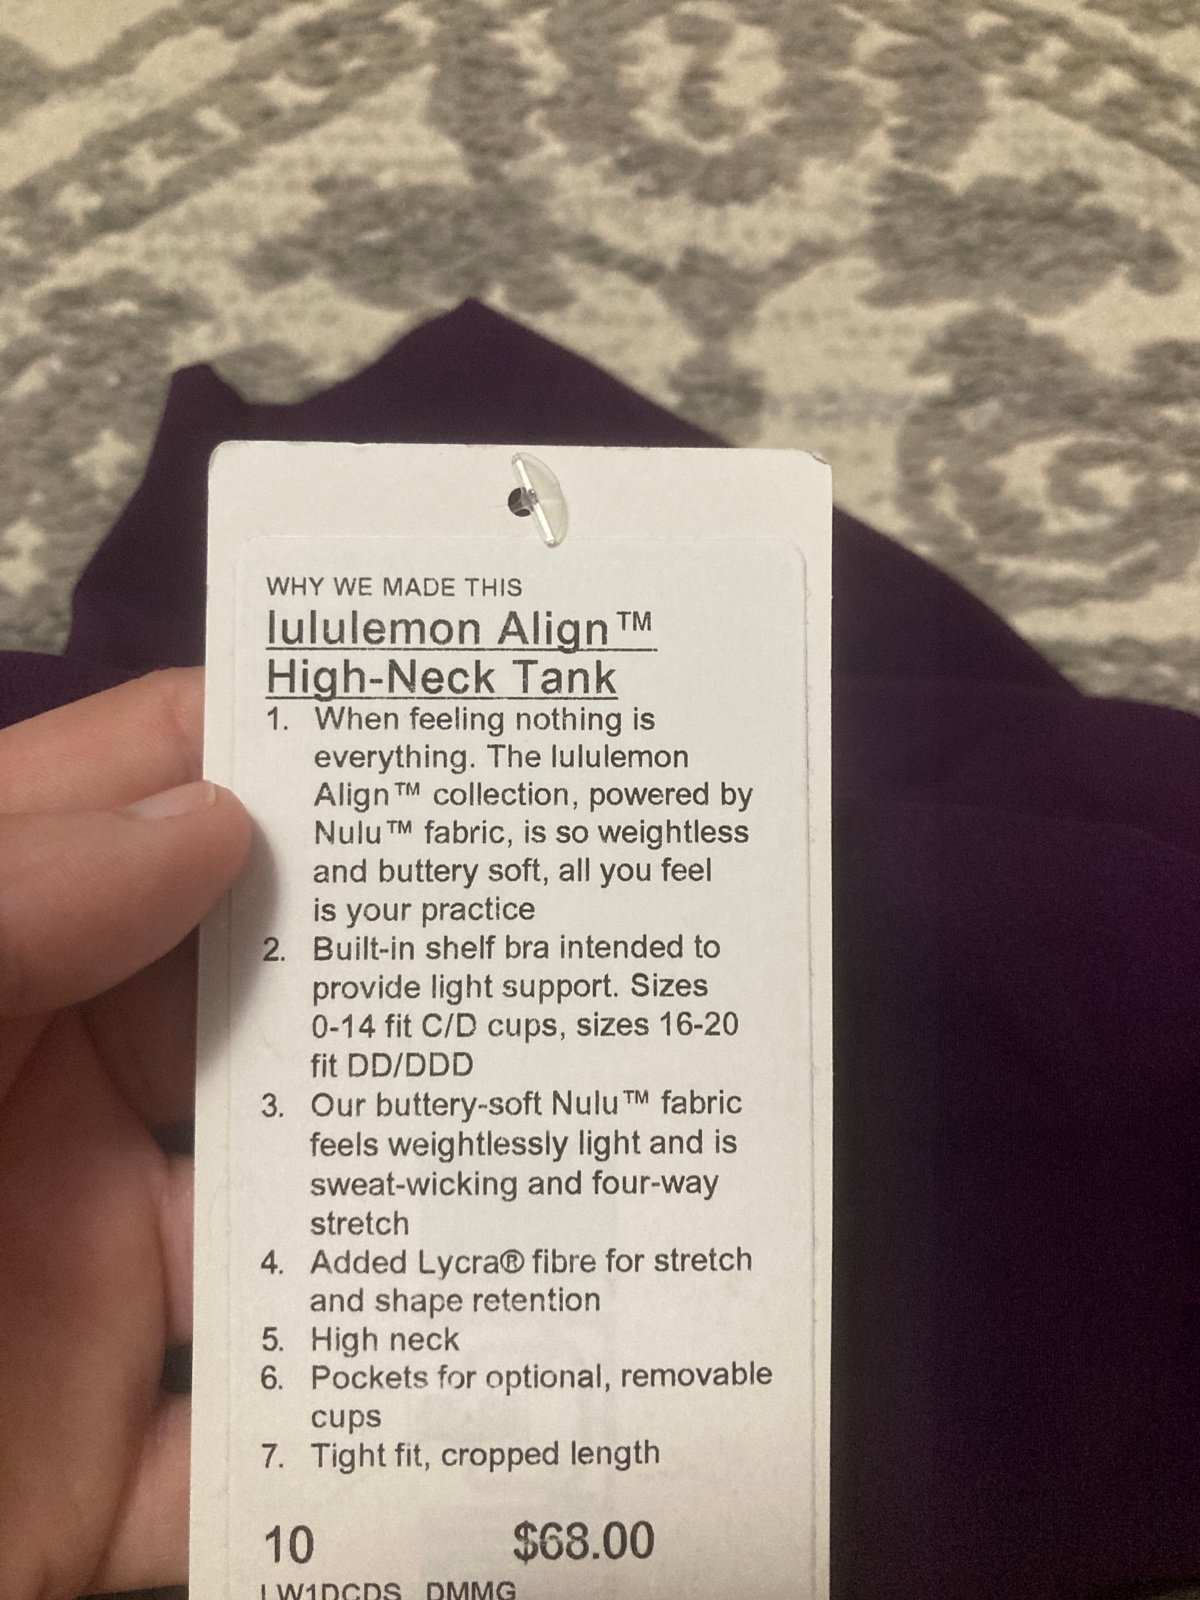 WHY WE MADE THIS
lululemon Align™
High-Neck Tank
1. When feeling nothing is
everything. The lululemon
Align™ collection, powered by
Nulu™ fabric, is so weightless
and buttery soft, all you feel
is your practice
2. Built-in shelf bra intended to
provide light support. Sizes
0-14 fit C/D cups, sizes 16-20
fit DD/DDD
3. Our buttery-soft Nulu™ fabric
feels weightlessly light and is
sweat-wicking and four-way
stretch
4. Added Lycra® fibre for stretch
and shape retention
5. High neck
6. Pockets for optional, removable
cups
7. Tight fit, cropped length
10 $68.00
LW1DCDS DMMG